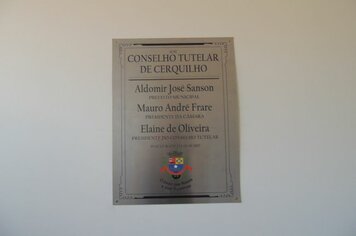 CONSELHO TUTELAR
DE CERQUILHO
Aldomir José Sanson
PREFEITO MUNICIPAL
Mauro André Frare
PRESIDENTE DA CÂMARA
Elaine de Oliveira
PRESIDENTE DO CONSELHO TUTELAR